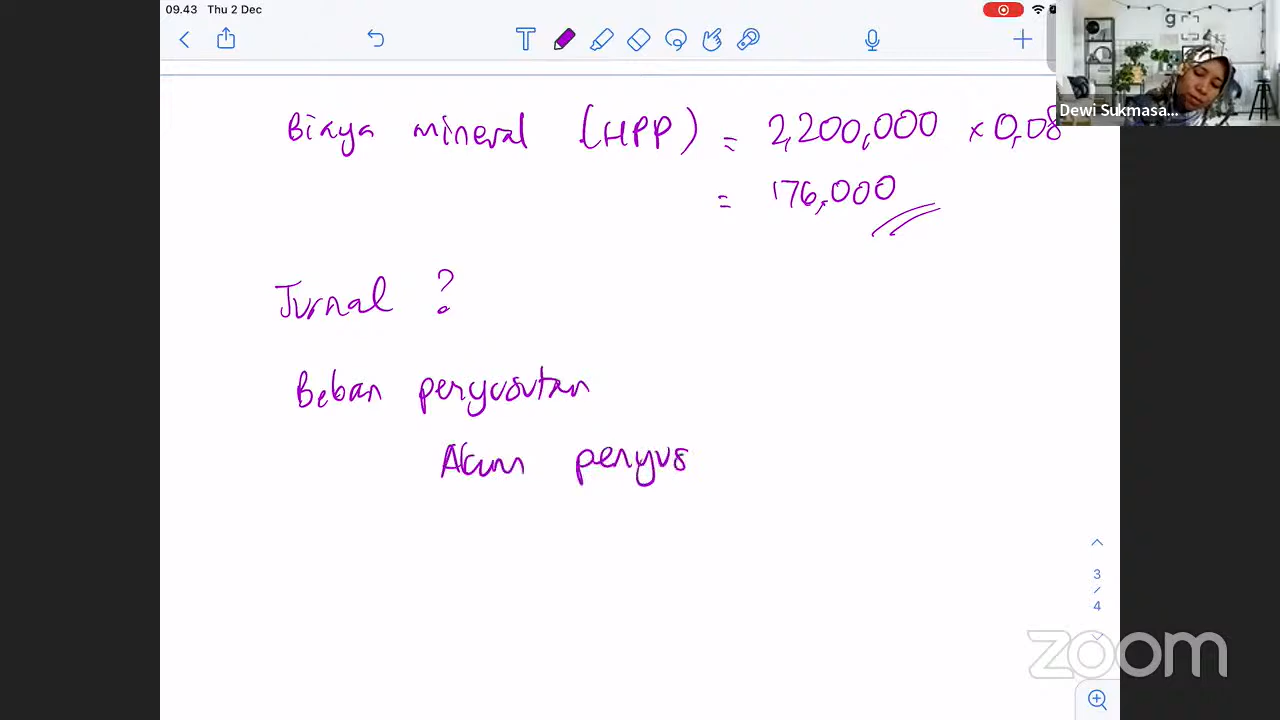 09.43 Thu 2 Dec
Dewi Sukmasa...
Biaya mineral (HPP) = 2,200,000 × 0,08
= 176,000
Jurnal ?
Beban penyusutan
Akum penyus
3
/
4
zoom